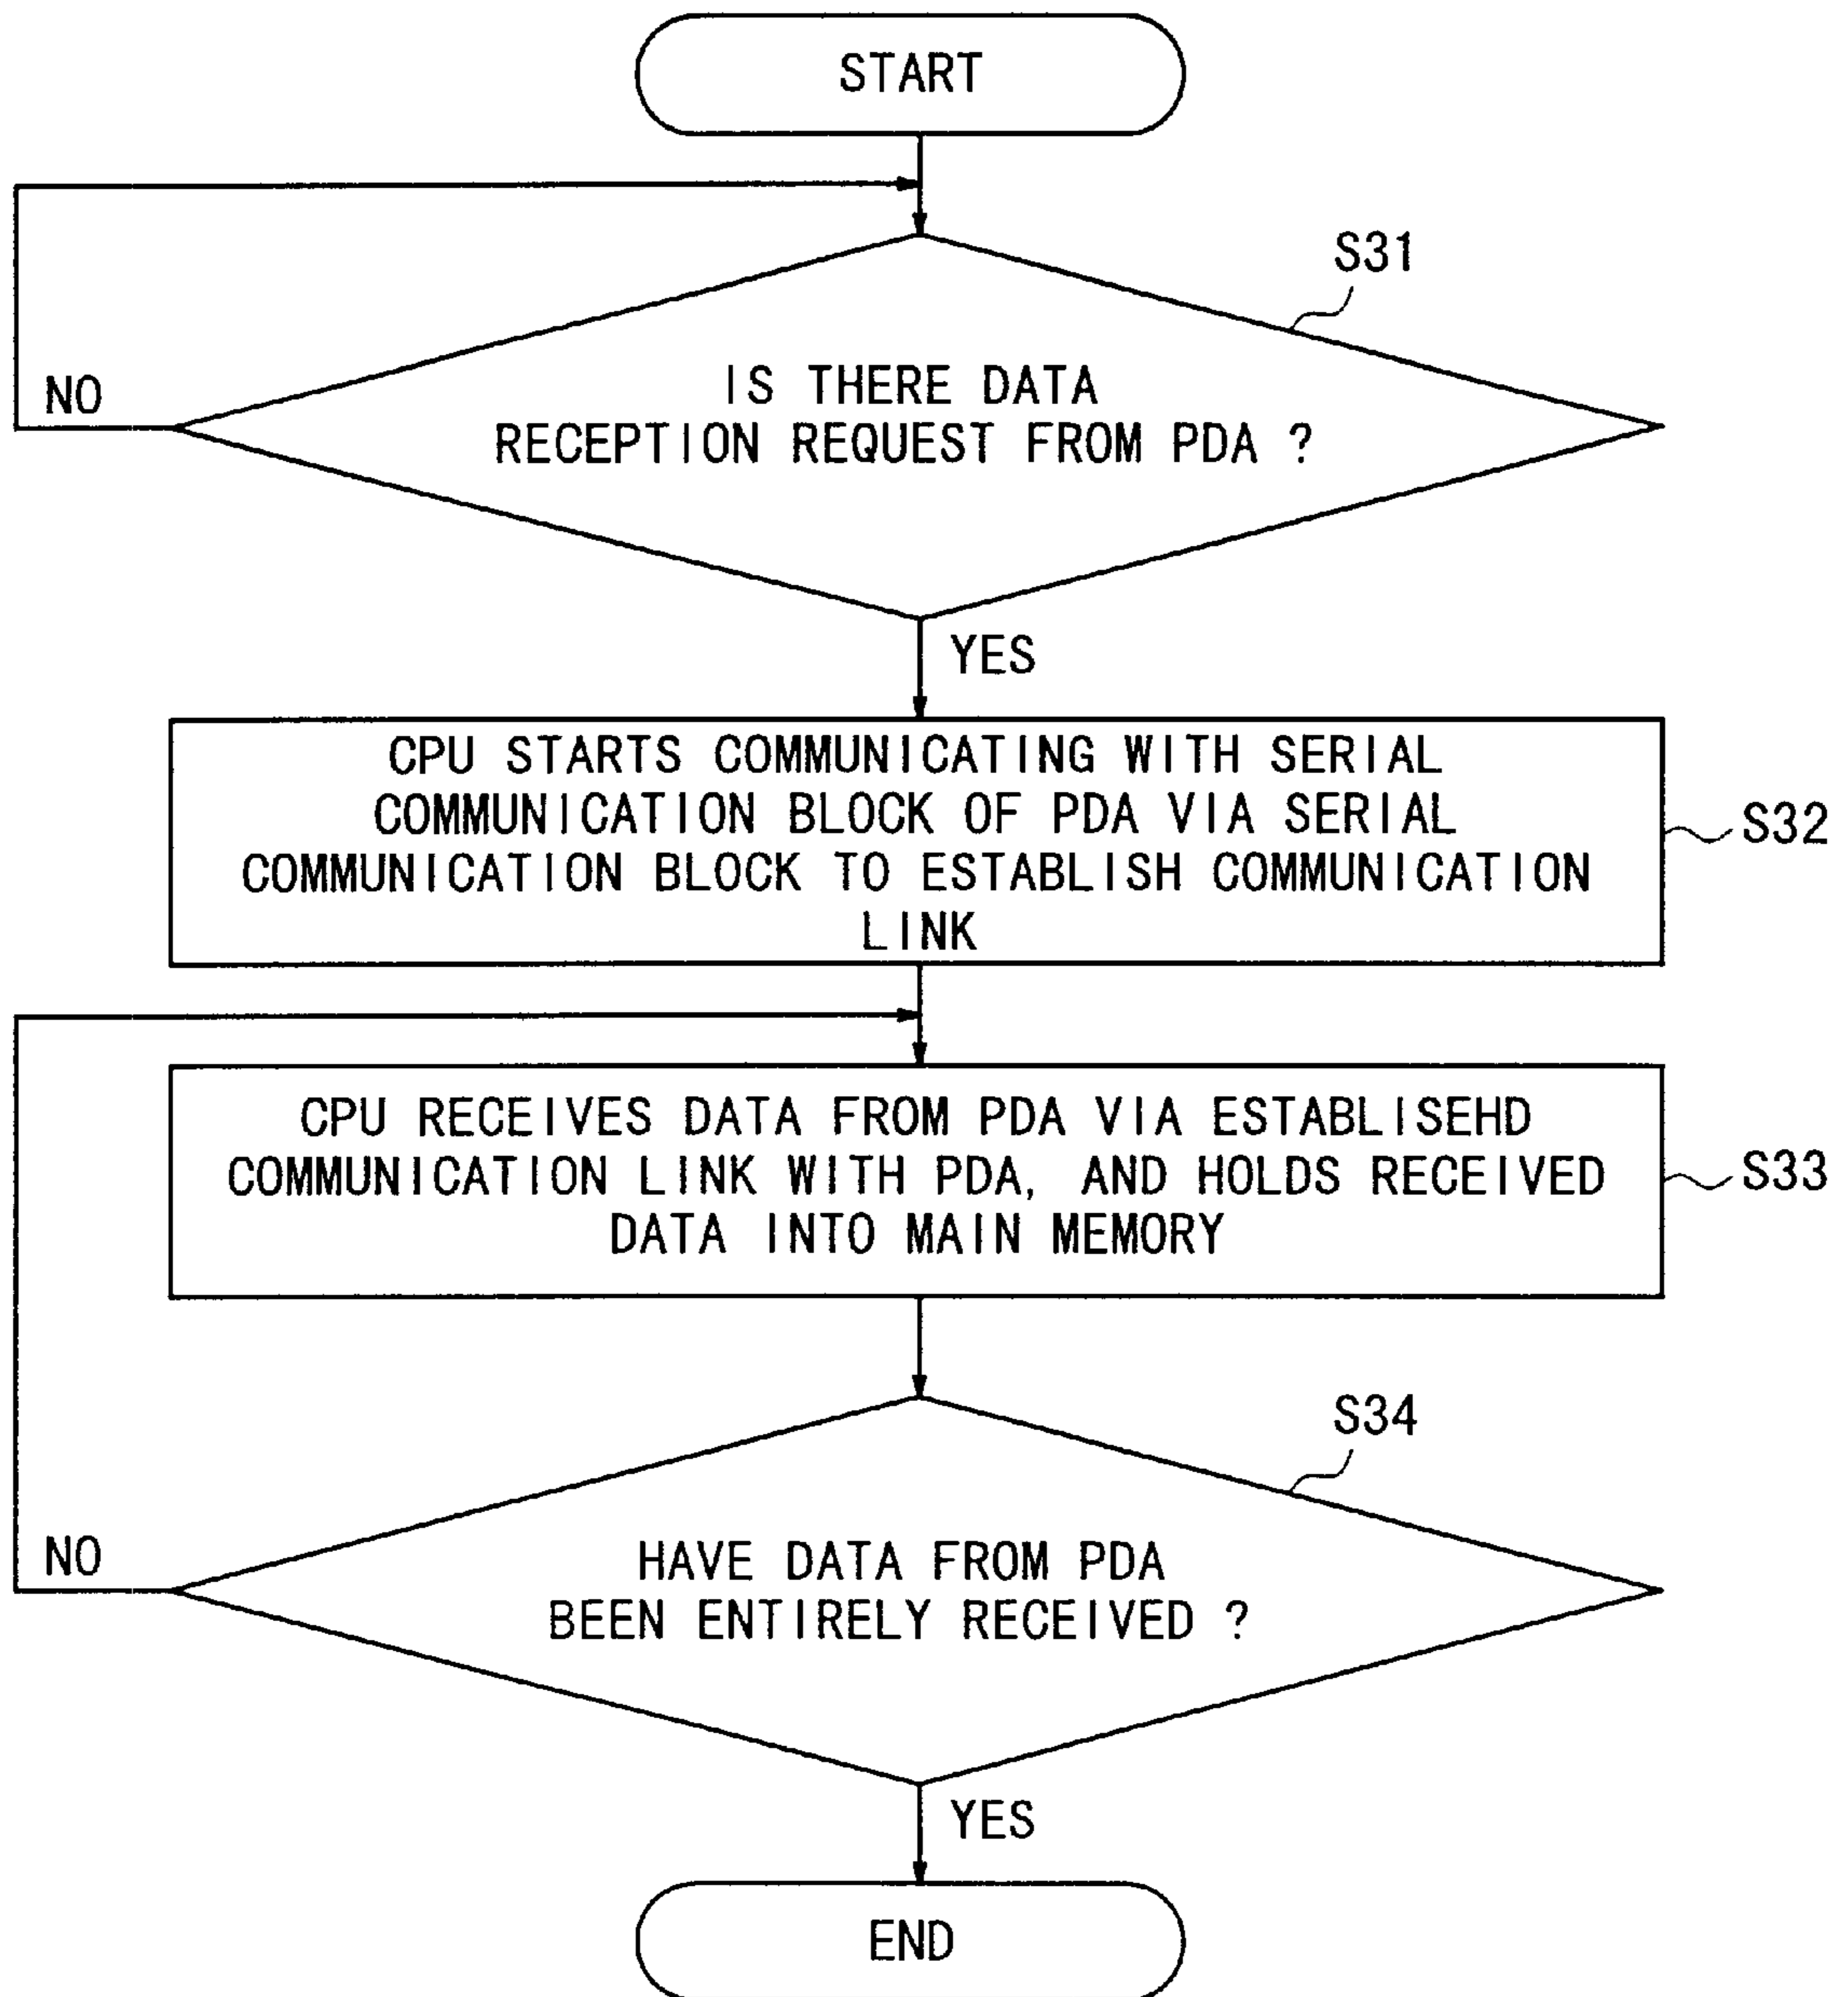 START
S31
IS THERE DATA
RECEPTION REQUEST FROM PDA ?
NO
YES
CPU STARTS COMMUNICATING WITH SERIAL
COMMUNICATION BLOCK OF PDA VIA SERIAL
COMMUNICATION BLOCK TO ESTABLISH COMMUNICATION
LINK
S32
CPU RECEIVES DATA FROM PDA VIA ESTABLISEHD
COMMUNICATION LINK WITH PDA, AND HOLDS RECEIVED
DATA INTO MAIN MEMORY
S33
S34
HAVE DATA FROM PDA
BEEN ENTIRELY RECEIVED ?
NO
YES
END